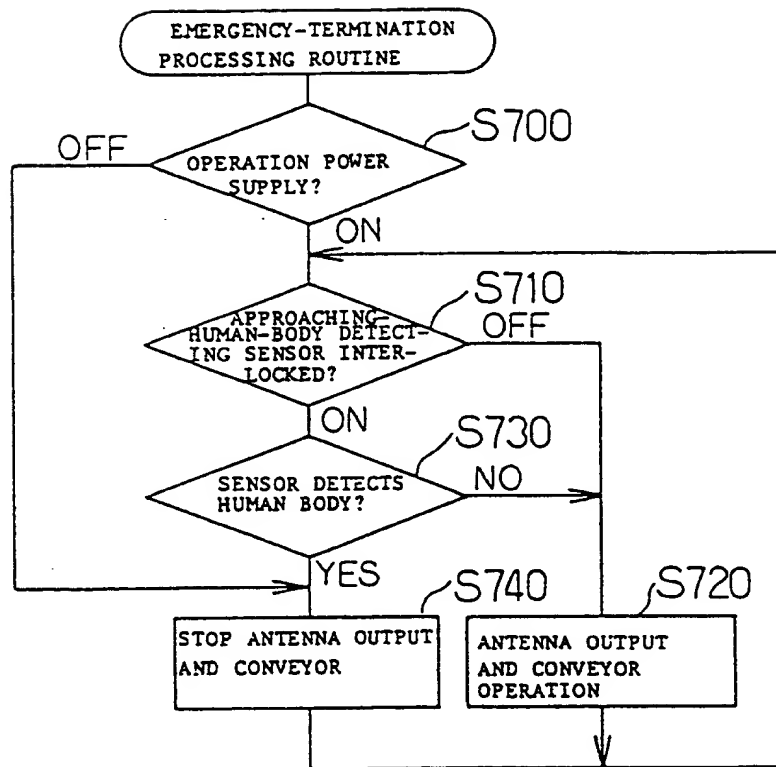 EMERGENCY-TERMINATION
PROCESSING ROUTINE
S700
OFF
OPERATION POWER
SUPPLY?
ON
S710
APPROACHING-
HUMAN-BODY DETECT-
ING SENSOR INTER-
LOCKED?
OFF
ON
S730
SENSOR DETECTS
HUMAN BODY?
NO
YES
S740
S720
STOP ANTENNA OUTPUT
AND CONVEYOR
ANTENNA OUTPUT
AND CONVEYOR
OPERATION